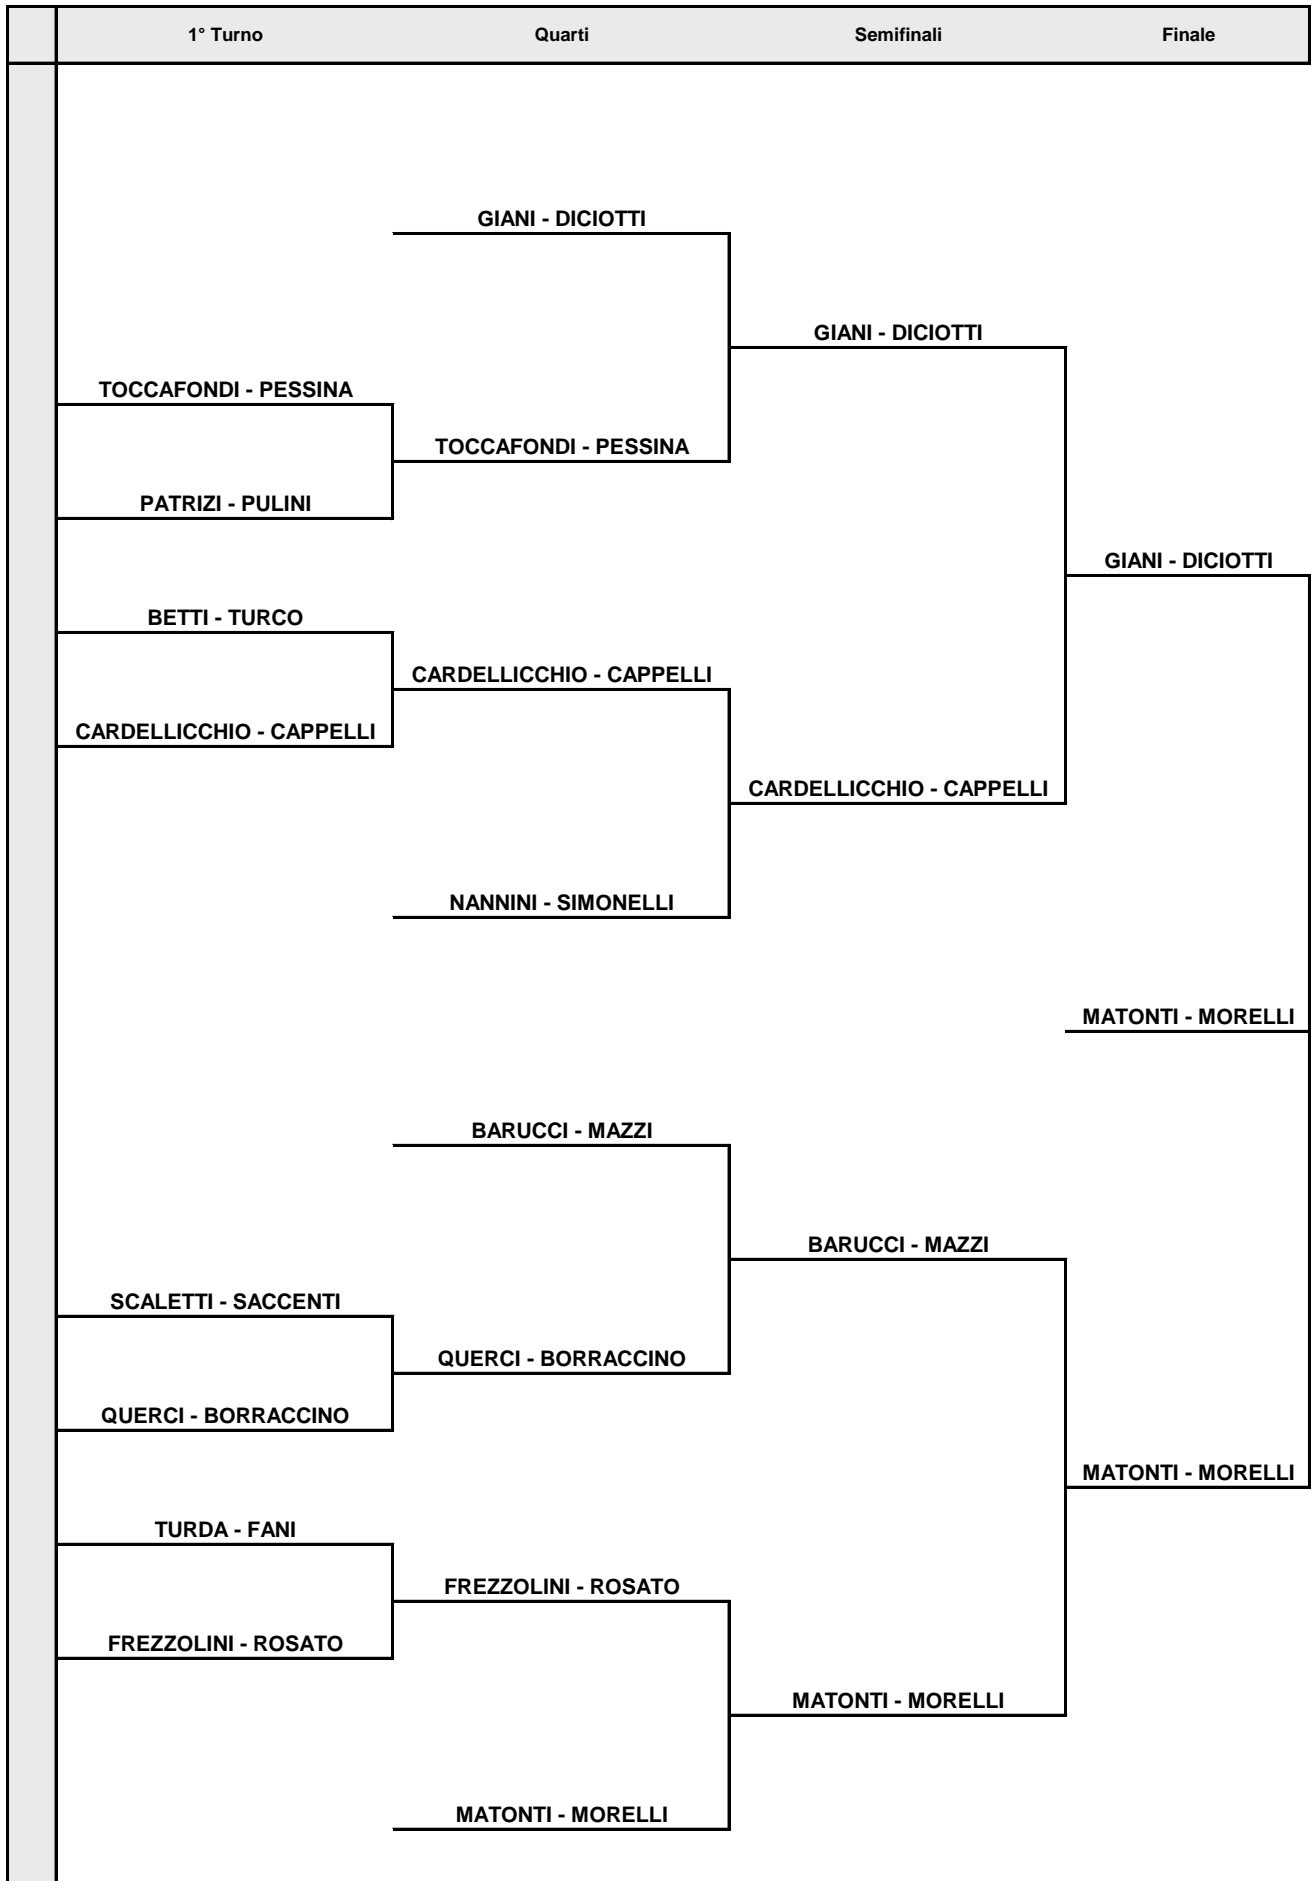 1° Turno Quarti Semifinali Finale
GIANI - DICIOTTI
GIANI - DICIOTTI
TOCCAFONDI - PESSINA
TOCCAFONDI - PESSINA
PATRIZI - PULINI
GIANI - DICIOTTI
BETTI - TURCO
CARDELLICCHIO - CAPPELLI
CARDELLICCHIO - CAPPELLI
CARDELLICCHIO - CAPPELLI
NANNINI - SIMONELLI
MATONTI - MORELLI
BARUCCI - MAZZI
BARUCCI - MAZZI
SCALETTI - SACCENTI
QUERCI - BORRACCINO
QUERCI - BORRACCINO
MATONTI - MORELLI
TURDA - FANI
FREZZOLINI - ROSATO
FREZZOLINI - ROSATO
MATONTI - MORELLI
MATONTI - MORELLI